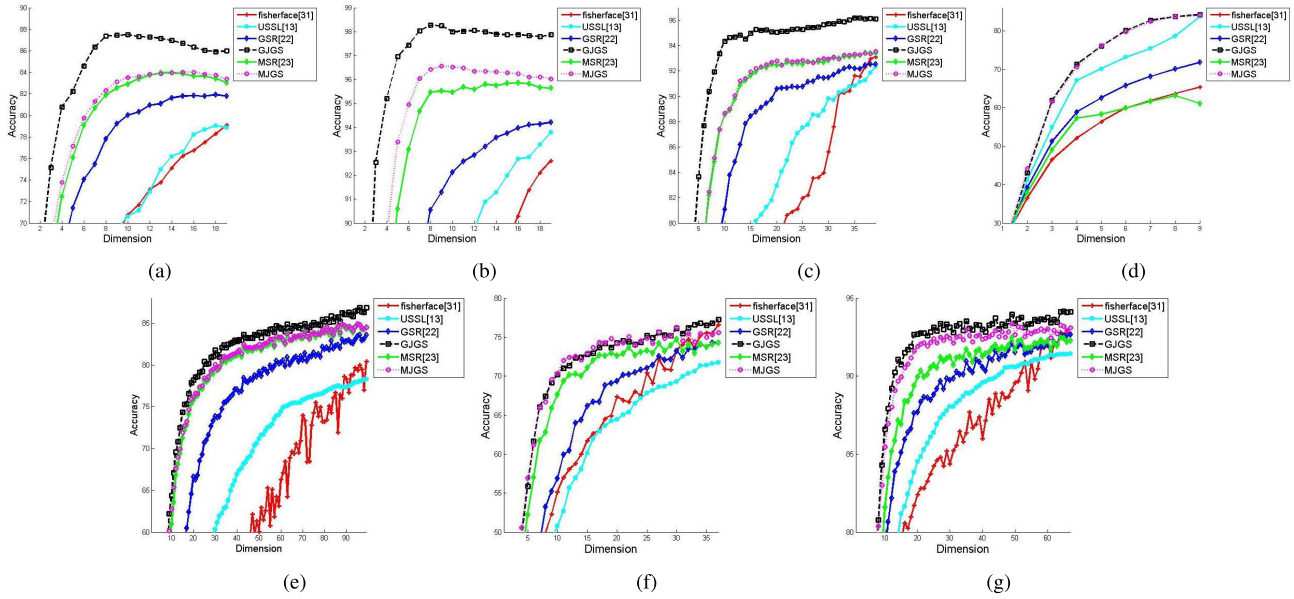 90
88
86
84
82
80
78
76
74
72
70
Accuracy
2 4 6 8 10 12 14 16 18
Dimension
fisherface[31]
USSL[13]
GSR[22]
GJGS
MSR[23]
MJGS
(a)
99
98
97
96
95
94
93
92
91
90
Accuracy
2 4 6 8 10 12 14 16 18
Dimension
fisherface[31]
USSL[13]
GSR[22]
GJGS
MSR[23]
MJGS
(b)
96
94
92
90
88
86
84
82
80
Accuracy
5 10 15 20 25 30 35
Dimension
fisherface[31]
USSL[13]
GSR[22]
GJGS
MSR[23]
MJGS
(c)
80
70
60
50
40
30
Accuracy
1 2 3 4 5 6 7 8 9
Dimension
fisherface[31]
USSL[13]
GSR[22]
GJGS
MSR[23]
MJGS
(d)
85
80
75
70
65
60
Accuracy
10 20 30 40 50 60 70 80 90
Dimension
fisherface[31]
USSL[13]
GSR[22]
GJGS
MSR[23]
MJGS
(e)
80
75
70
65
60
55
50
Accuracy
5 10 15 20 25 30 35
Dimension
fisherface[31]
USSL[13]
GSR[22]
GJGS
MSR[23]
MJGS
(f)
95
90
85
80
Accuracy
10 20 30 40 50 60
Dimension
fisherface[31]
USSL[13]
GSR[22]
GJGS
MSR[23]
MJGS
(g)